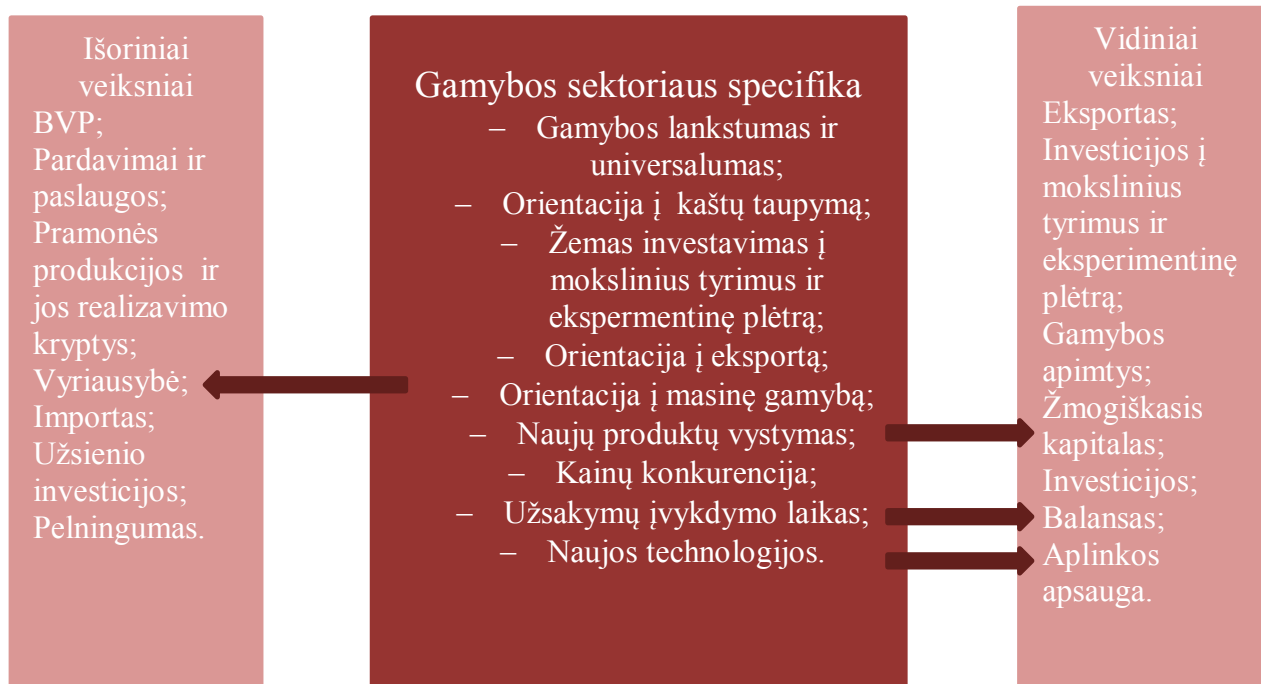 Išoriniai
veiksniai
BVP;
Pardavimai ir
paslaugos;
Pramonės
produkcijos ir
jos realizavimo
kryptys;
Vyriausybė;
Importas;
Užsienio
investicijos;
Pelningumas.
Gamybos sektoriaus specifika
– Gamybos lankstumas ir
universalumas;
– Orientacija į kaštų taupymą;
– Žemas investavimas į
mokslinius tyrimus ir
ekspermentinę plėtrą;
– Orientacija į eksportą;
– Orientacija į masinę gamybą;
– Naujų produktų vystymas;
– Kainų konkurencija;
– Užsakymų įvykdymo laikas;
– Naujos technologijos.
Vidiniai
veiksniai
Eksportas;
Investicijos į
mokslinius
tyrimus ir
eksperimentinę
plėtrą;
Gamybos
apimtys;
Žmogiškasis
kapitalas;
Investicijos;
Balansas;
Aplinkos
apsauga.